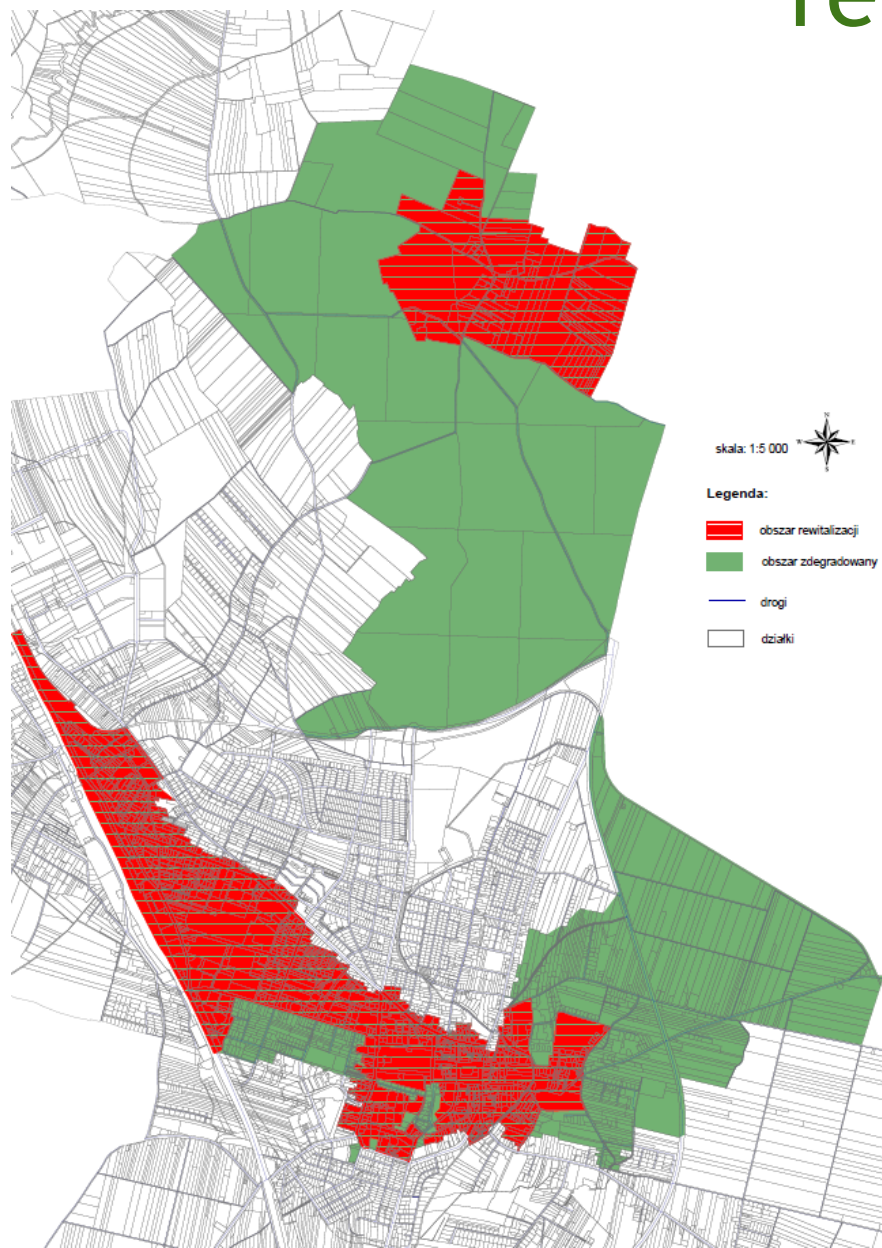 re
skala: 1:5 000
N
W
E
S
Legenda:
obszar rewitalizacji
obszar zdegradowany
drogi
działki